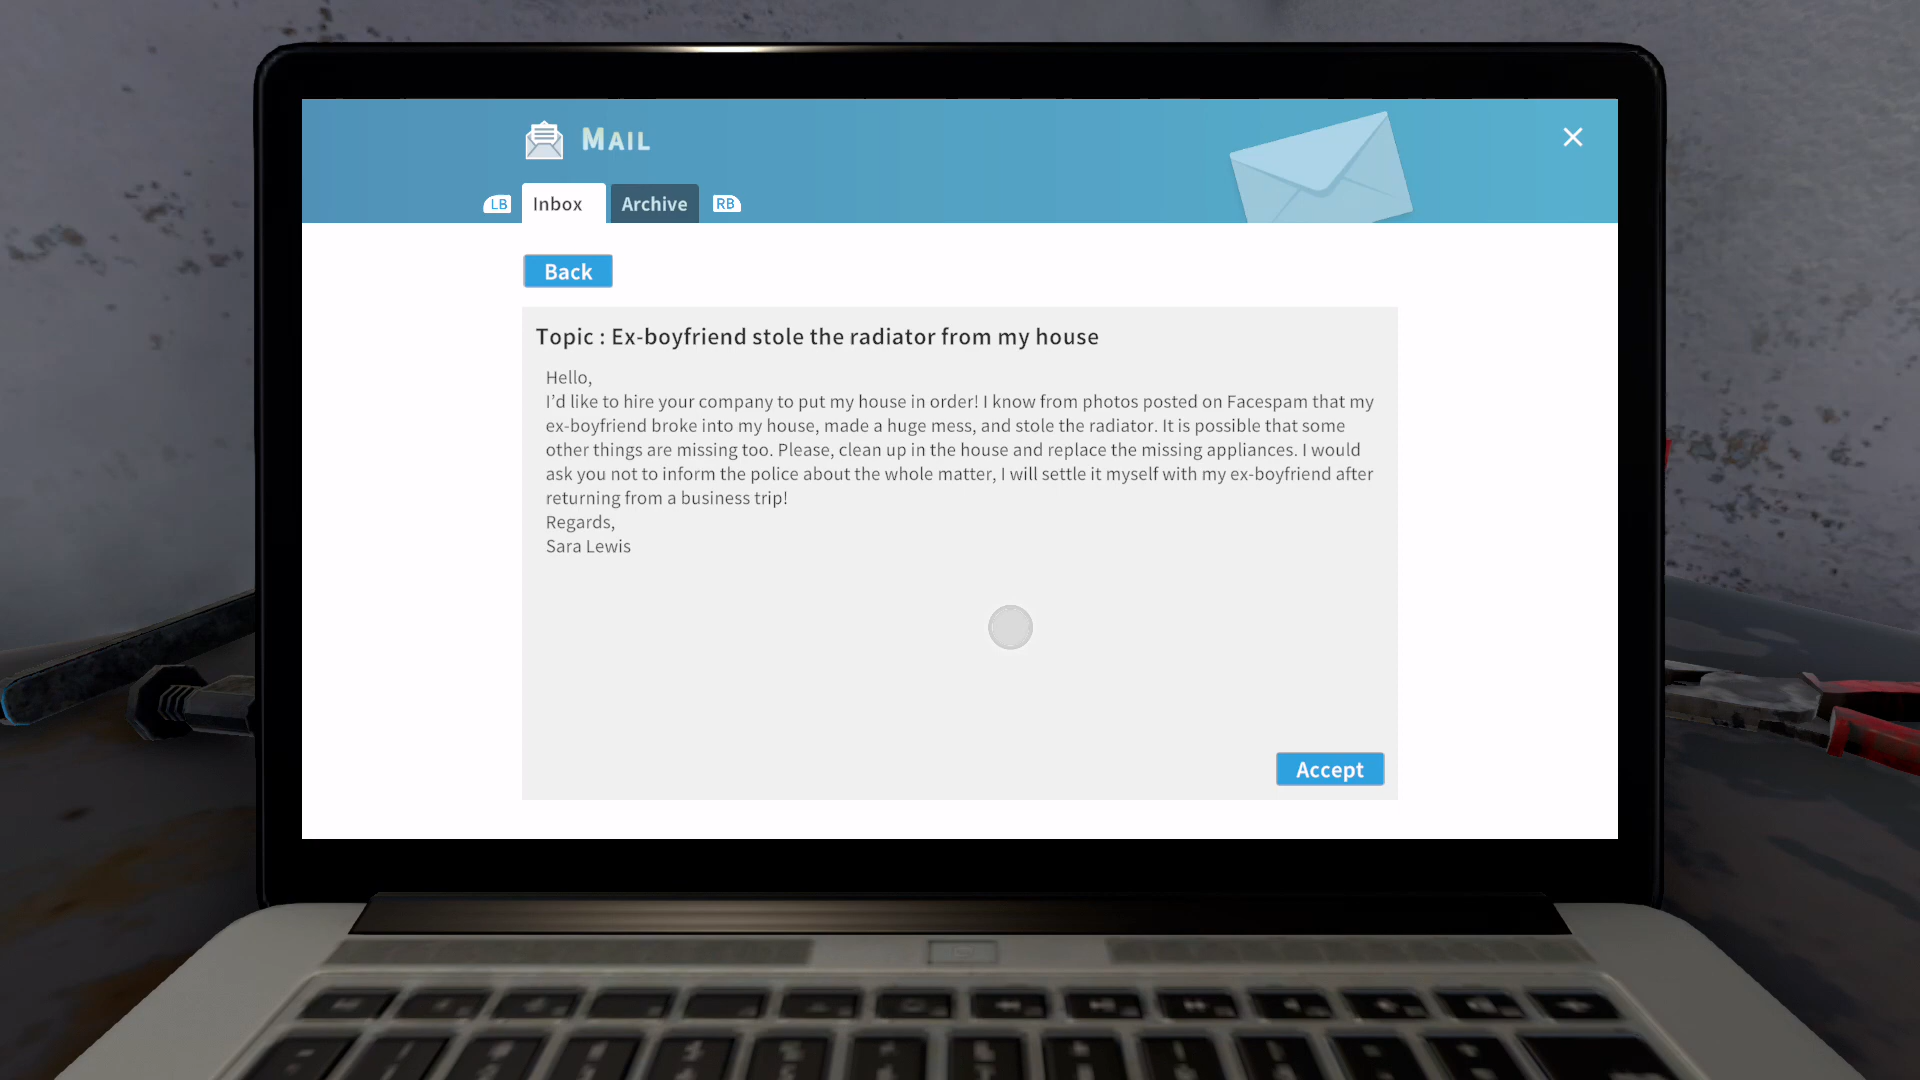 MAIL
LB Inbox Archive RB
Back
Topic : Ex-boyfriend stole the radiator from my house
Hello,
I'd like to hire your company to put my house in order! I know from photos posted on Facespam that my
ex-boyfriend broke into my house, made a huge mess, and stole the radiator. It is possible that some
other things are missing too. Please, clean up in the house and replace the missing appliances. I would
ask you not to inform the police about the whole matter, I will settle it myself with my ex-boyfriend after
returning from a business trip!
Regards,
Sara Lewis
Accept